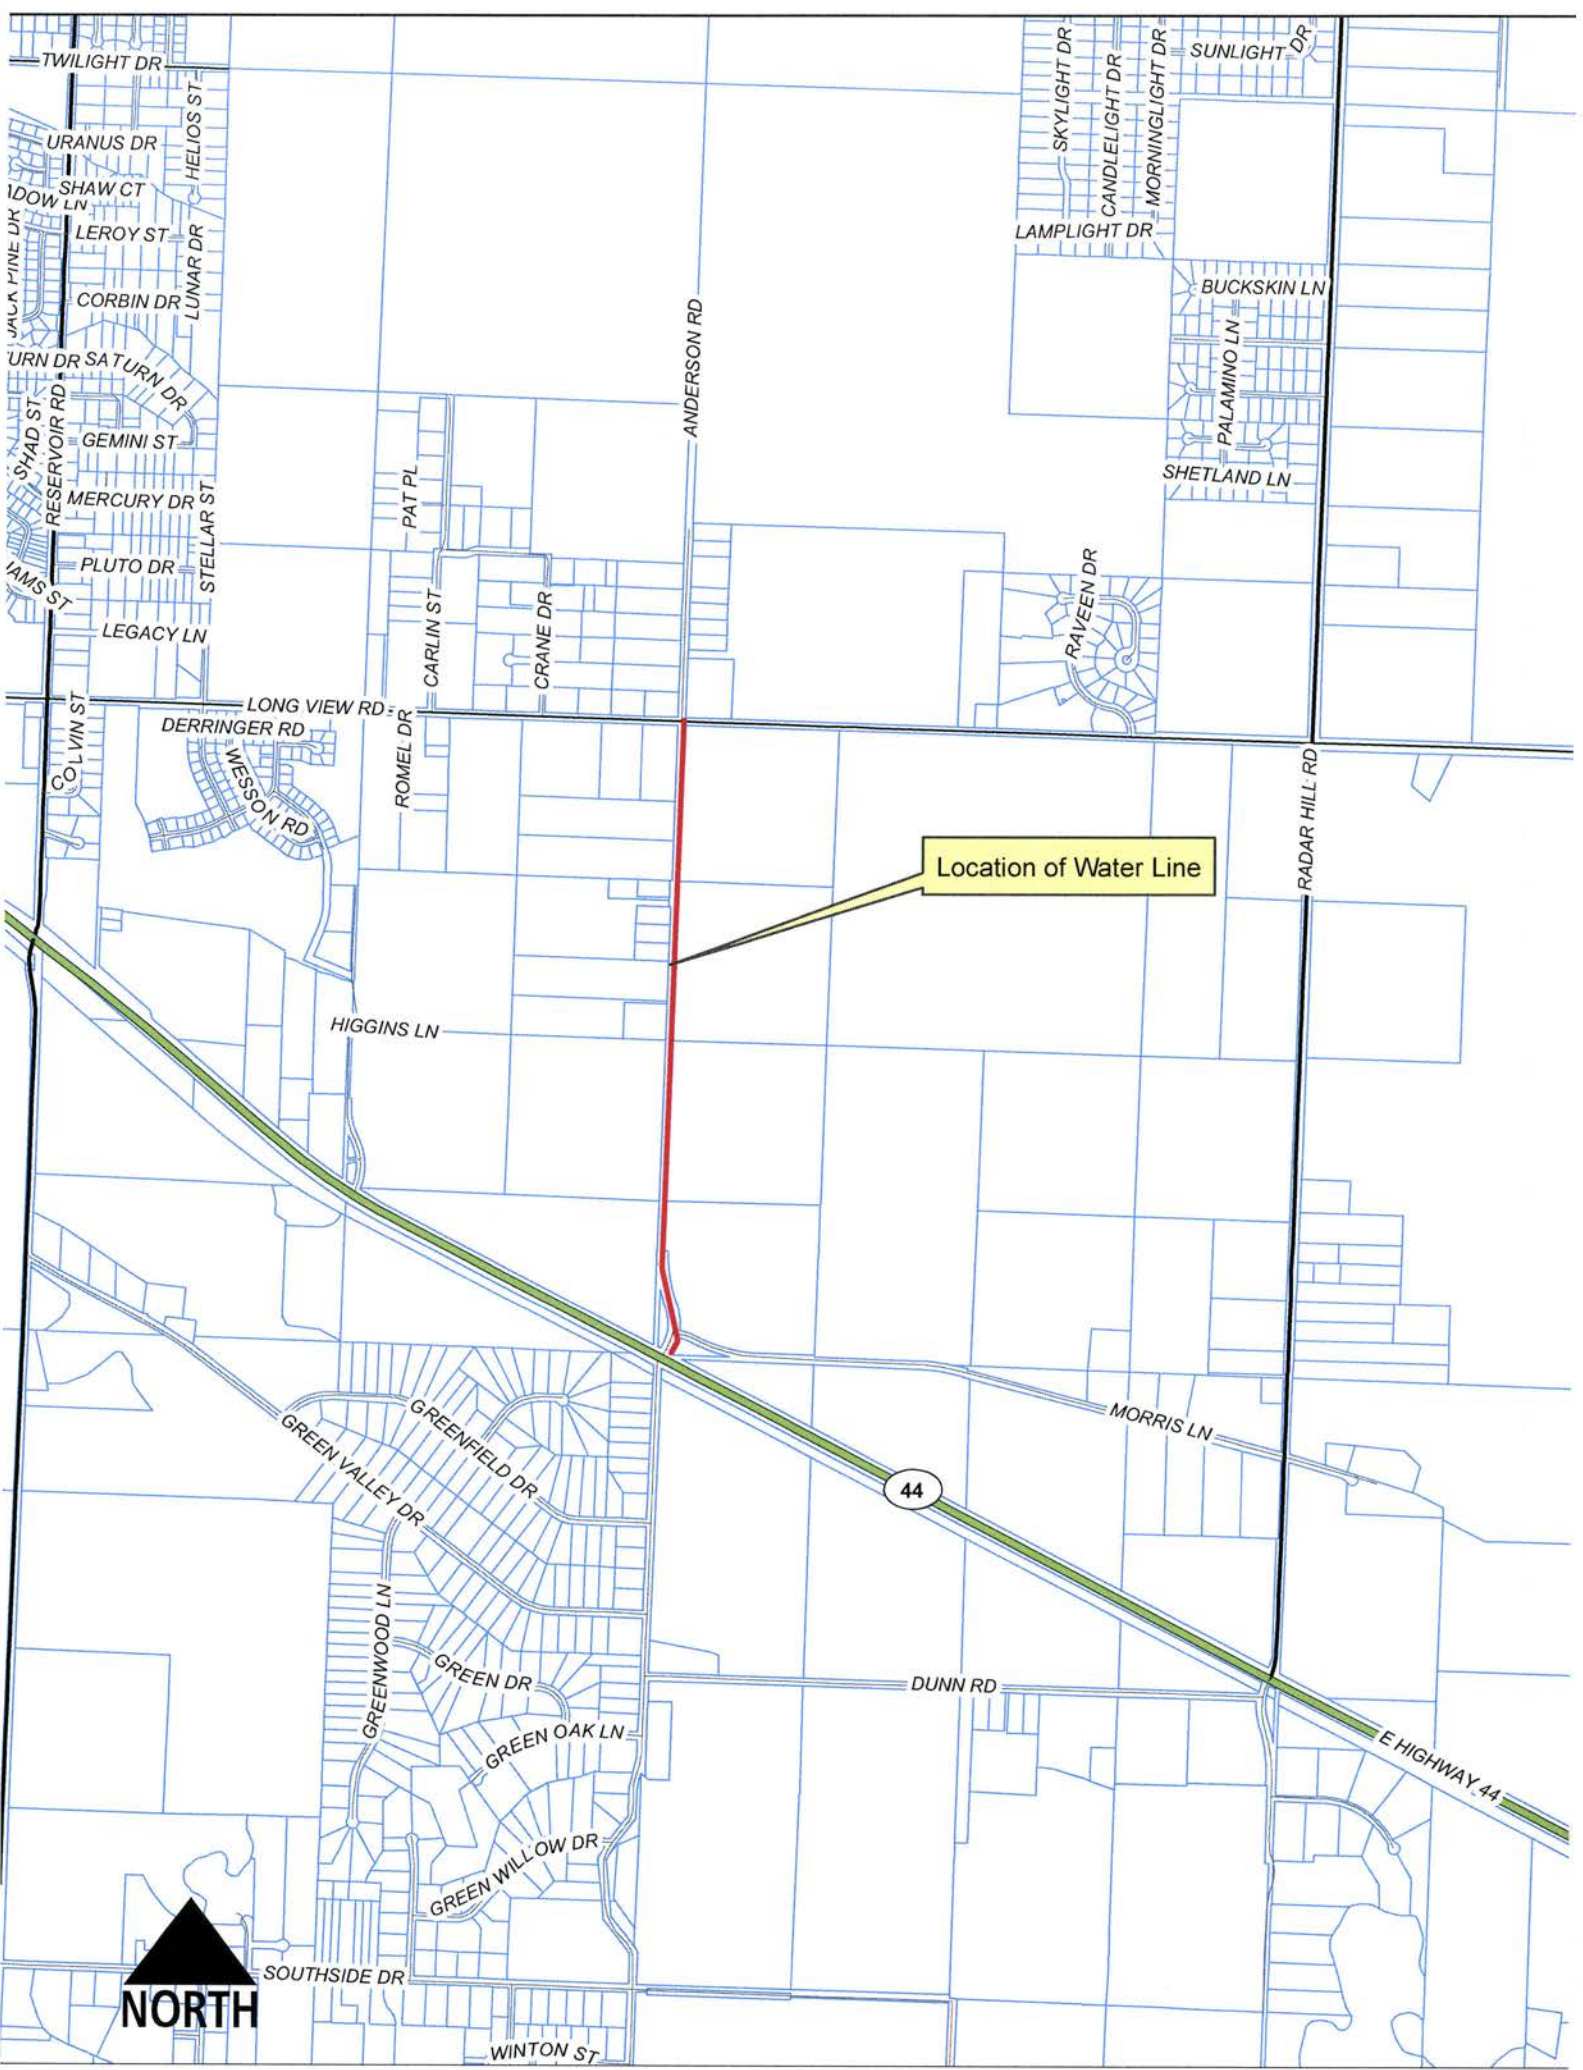 TWILIGHT DR
HELIOS ST
URANUS DR
SHAW CT
LEROY ST
LUNAR DR
CORBIN DR
JACK PINE DR
SATURN DR
SHAD ST
RESERVOIR RD
GEMINI ST
MERCURY DR
STELLAR ST
PLUTO DR
LEGACY LN
SKYLIGHT DR
CANDLELIGHT DR
MORNINGLIGHT DR
SUNLIGHT DR
LAMPLIGHT DR
BUCKSKIN LN
PALAMINO LN
SHETLAND LN
ANDERSON RD
PAT PL
CARLIN ST
CRANE DR
RAVEEN DR
LONG VIEW RD
DERRINGER RD
COLVIN ST
WESSON RD
ROMEL DR
RADAR HILL RD
Location of Water Line
HIGGINS LN
MORRIS LN
GREENFIELD DR
GREEN VALLEY DR
44
GREENWOOD LN
GREEN DR
DUNN RD
GREEN OAK LN
E HIGHWAY 44
GREEN WILLOW DR
SOUTHSIDE DR
NORTH
WINTON ST